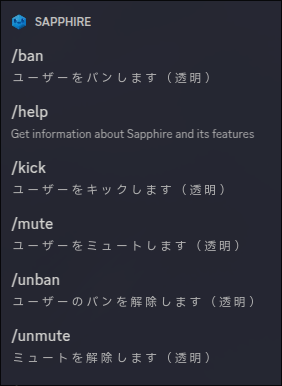 SAPPHIRE
/ban
ユーザーをバンします（透明）
/help
Get information about Sapphire and its features
/kick
ユーザーをキックします（透明）
/mute
ユーザーをミュートします（透明）
/unban
ユーザーのバンを解除します（透明）
/unmute
ミュートを解除します（透明）